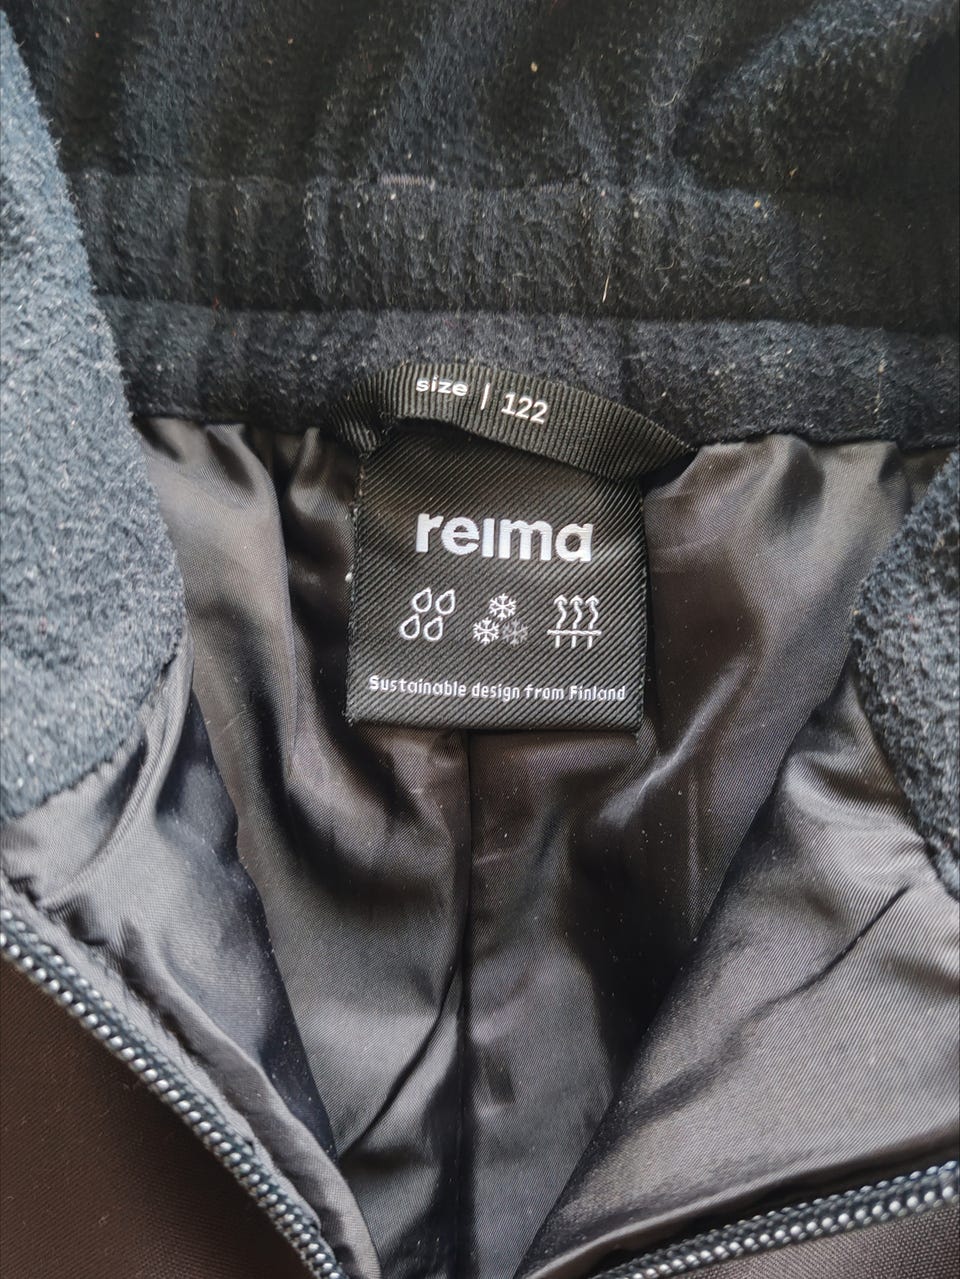 size | 122
reima
Sustainable design from Finland